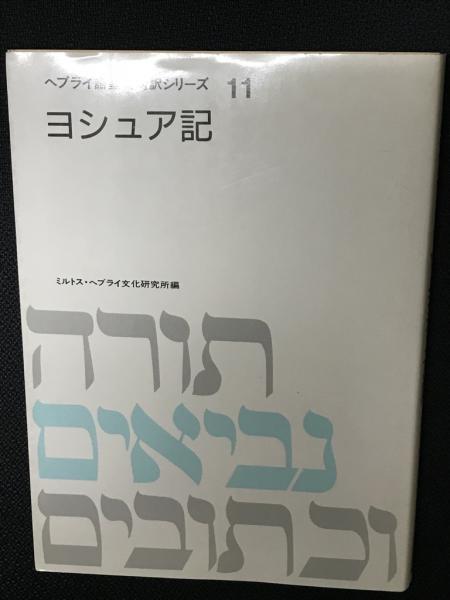 ヘブライ語 訳シリーズ 11
ヨシュア記
ミルトス・ヘブライ文化研究所編
תורה
נביאים
וכתובים